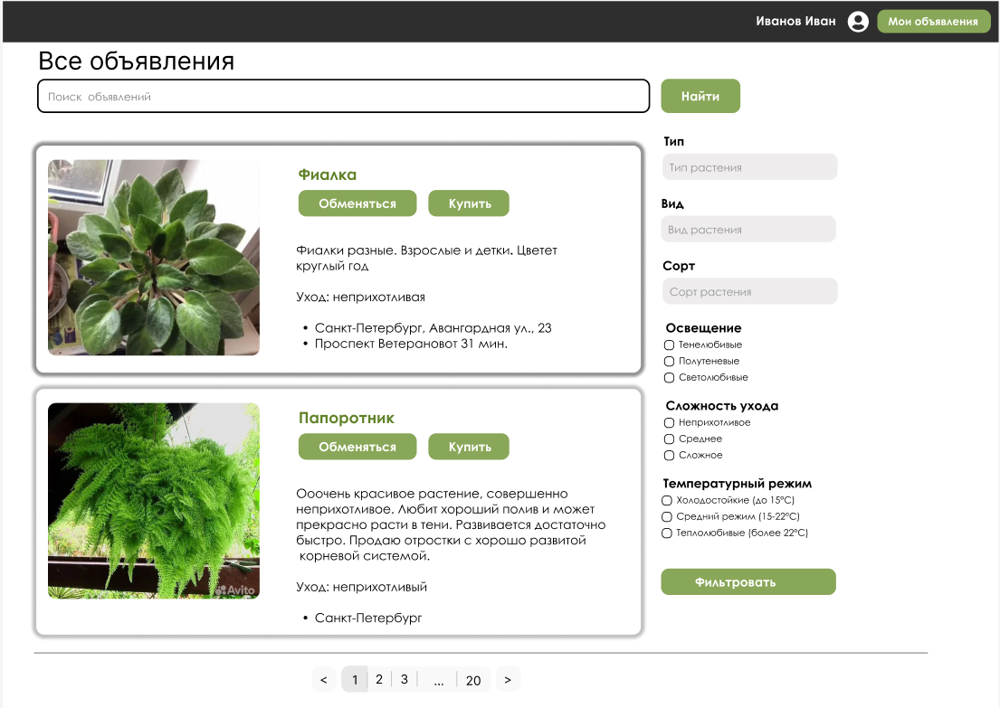 Иванов Иван
Мои объявления
Все объявления
Поиск объявлений
Найти
Фиалка
Обменяться
Купить
Фиалки разные. Взрослые и детки. Цветет
круглый год
Уход: неприхотливая
• Санкт-Петербург, Авангардная ул., 23
• Проспект Ветерановот 31 мин.
Папоротник
Обменяться
Купить
Ооочень красивое растение, совершенно
неприхотливое. Любит хороший полив и может
прекрасно расти в тени. Развивается достаточно
быстро. Продаю отростки с хорошо развитой
корневой системой.
Уход: неприхотливый
• Санкт-Петербург
Avito
Тип
Тип растения
Вид
Вид растения
Сорт
Сорт растения
Освещение
Тенелюбивые
Полутеневые
Светолюбивые
Сложность ухода
Неприхотливое
Среднее
Сложное
Температурный режим
Холодостойкие (до 15°C)
Средний режим (15-22°C)
Теплолюбивые (более 22°C)
Фильтровать
< 1 2 3 ... 20 >